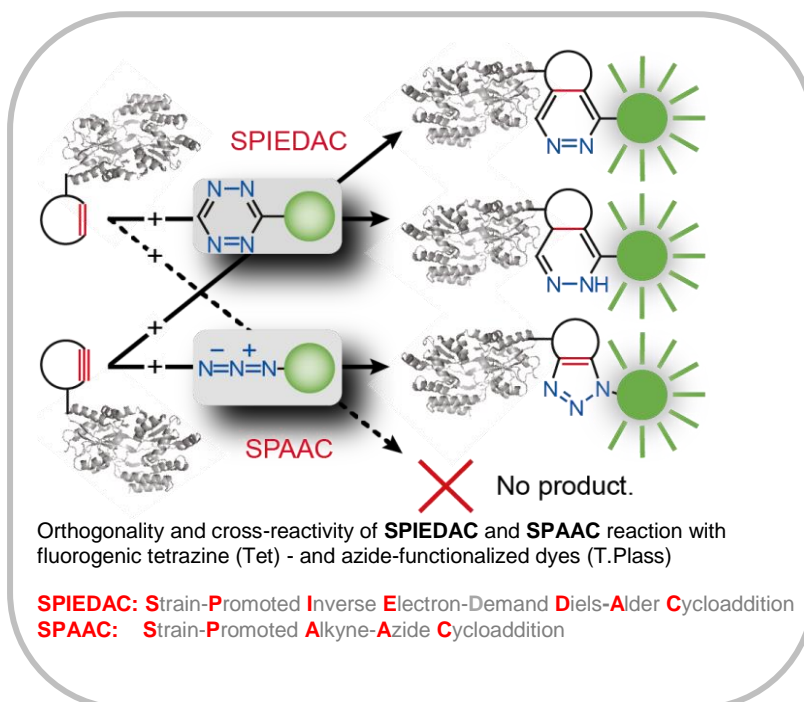 SPIEDAC
N=N
N=N
N-N
+
+
N-NH
+
- +
N=N=N
+
N
N
N
SPAAC
No product.
Orthogonality and cross-reactivity of SPIEDAC and SPAAC reaction with
fluorogenic tetrazine (Tet) - and azide-functionalized dyes (T.Plass)
SPIEDAC: Strain-Promoted Inverse Electron-Demand Diels-Alder Cycloaddition
SPAAC: Strain-Promoted Alkyne-Azide Cycloaddition